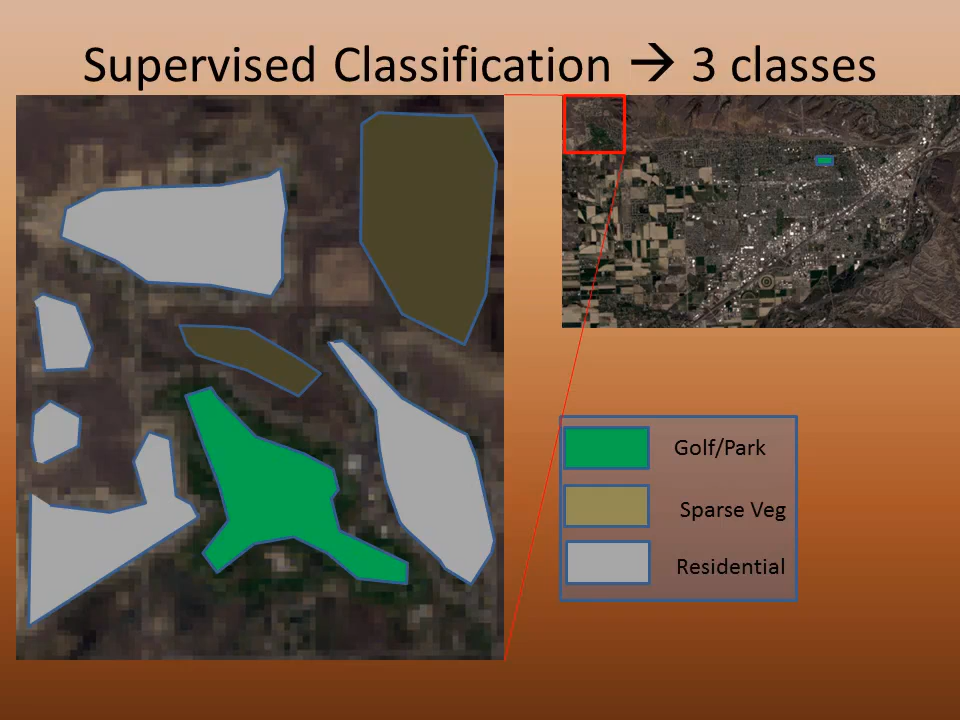 Supervised Classification → 3 classes
Golf/Park
Sparse Veg
Residential